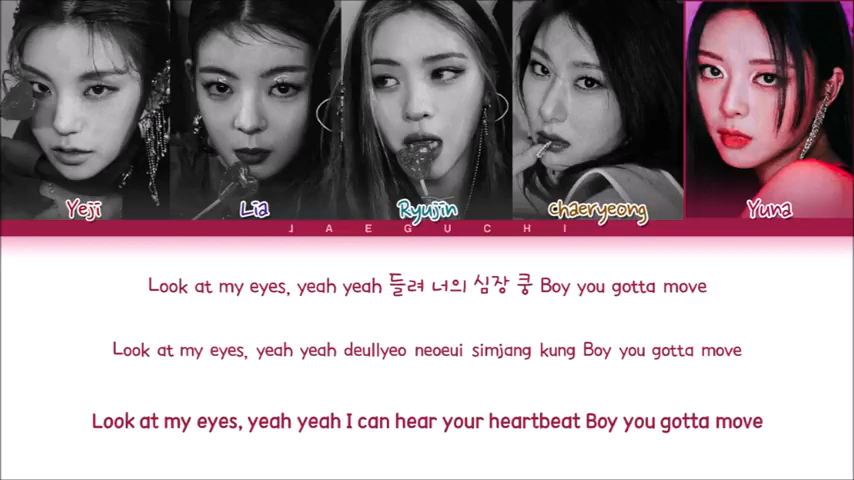 Yeji
Lia
Ryujin
chaeryeong
Yuna
JAEGUCHI
Look at my eyes, yeah yeah 들려 너의 심장 쿵 Boy you gotta move
Look at my eyes, yeah yeah deullyeo neoeui simjang kung Boy you gotta move
Look at my eyes, yeah yeah I can hear your heartbeat Boy you gotta move